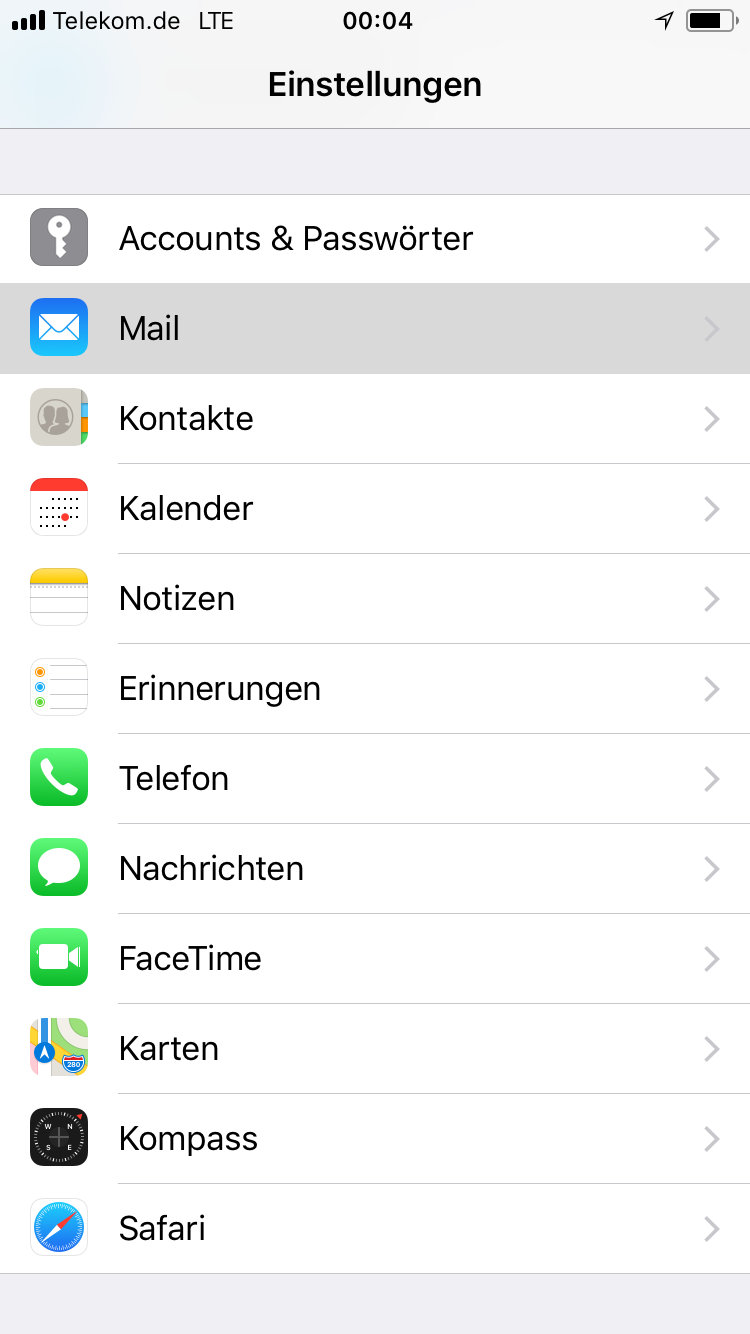 Telekom.de LTE 00:04
Einstellungen
Accounts & Passwörter
Mail
Kontakte
Kalender
Notizen
Erinnerungen
Telefon
Nachrichten
FaceTime
Karten
280
Kompass
W N
S E
Safari